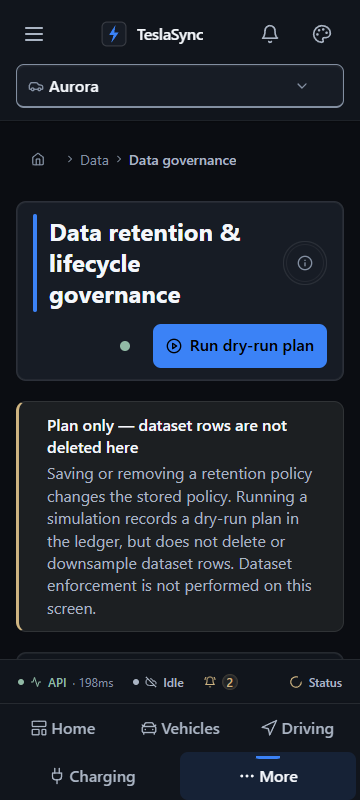 TeslaSync
Aurora
Data
Data governance
Data retention &
lifecycle
governance
Run dry-run plan
Plan only — dataset rows are not
deleted here
Saving or removing a retention policy
changes the stored policy. Running a
simulation records a dry-run plan in
the ledger, but does not delete or
downsample dataset rows. Dataset
enforcement is not performed on this
screen.
API · 198ms
Idle
2
Status
Home
Vehicles
Driving
Charging
More